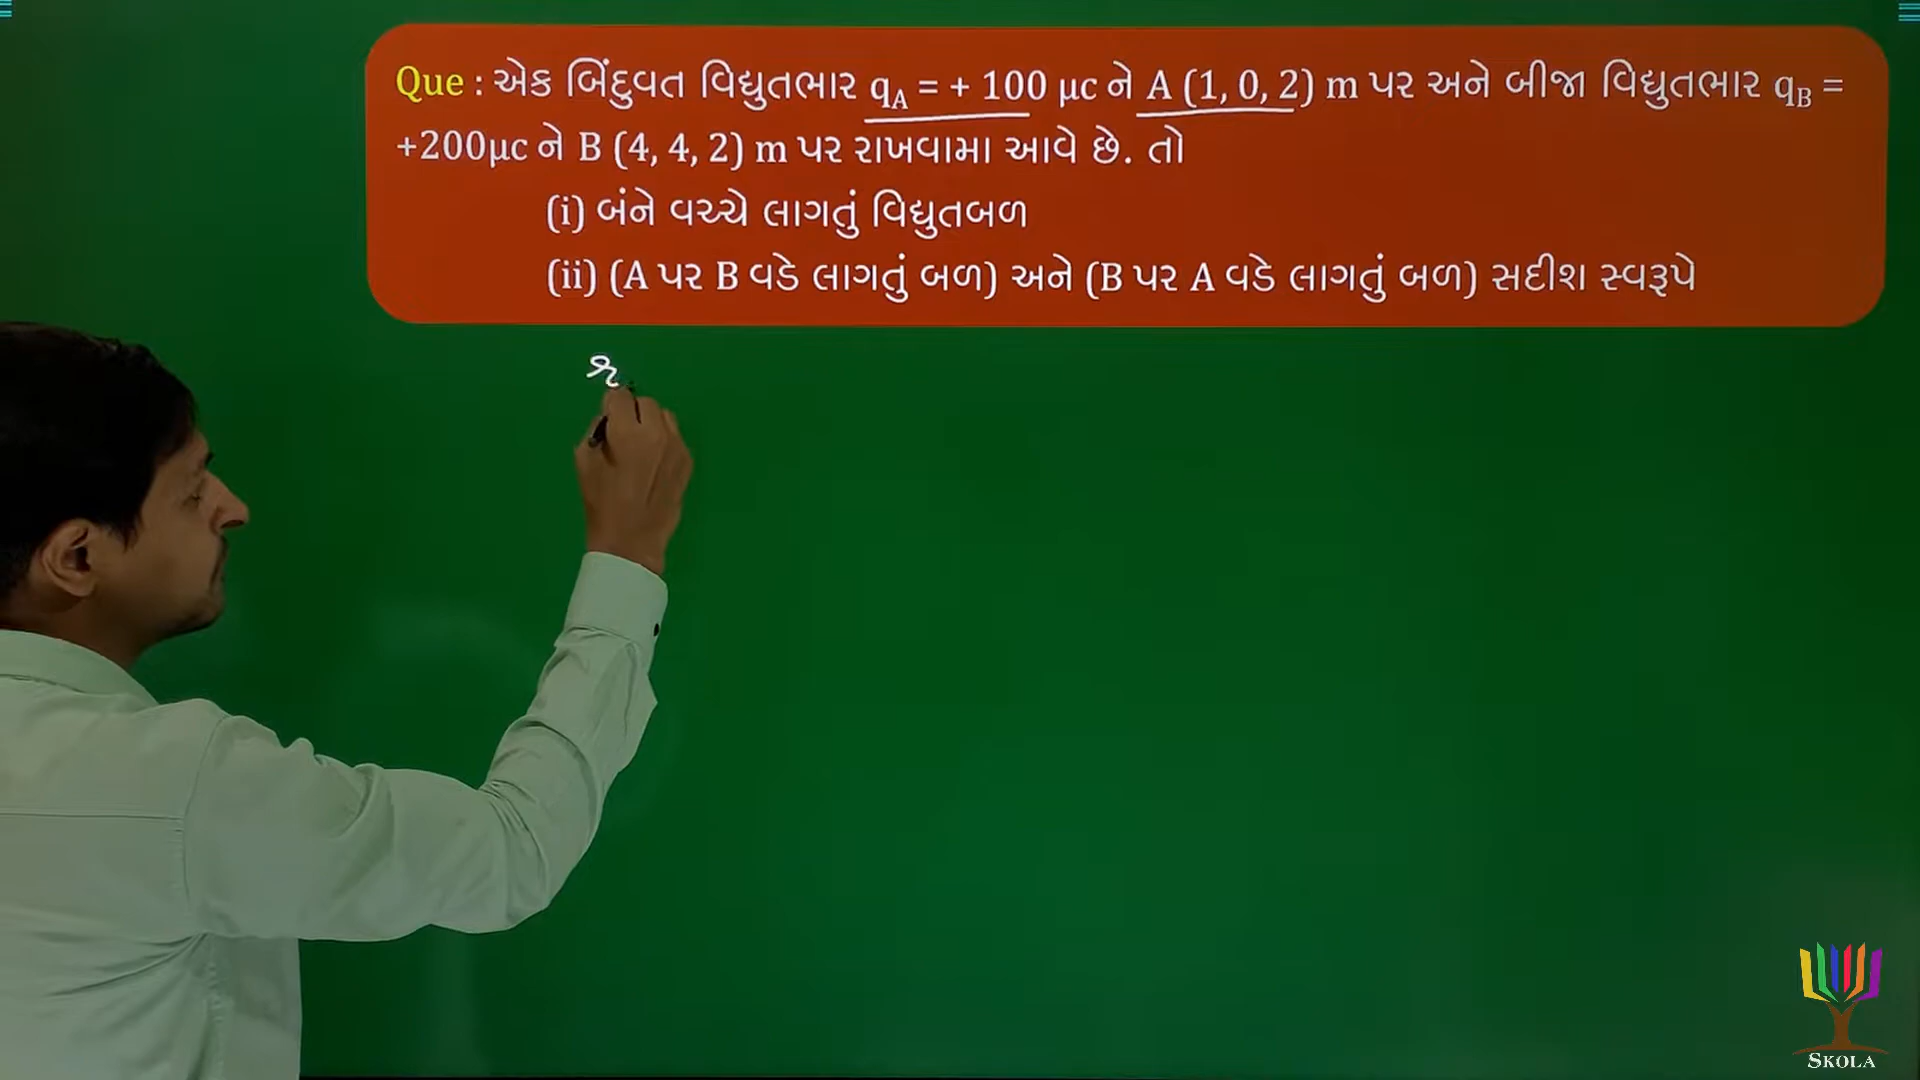 Que : એક બિંદુવત વિદ્યુતભાર qA = + 100 μc ને A (1, 0, 2) m પર અને બીજા વિદ્યુતભાર qB =
+200μc ને B (4, 4, 2) m પર રાખવામા આવે છે. તો
(i) બંને વચ્ચે લાગતું વિદ્યુતબળ
(ii) (A પર B વડે લાગતું બળ) અને (B પર A વડે લાગતું બળ) સદીશ સ્વરૂપે
SKOLA